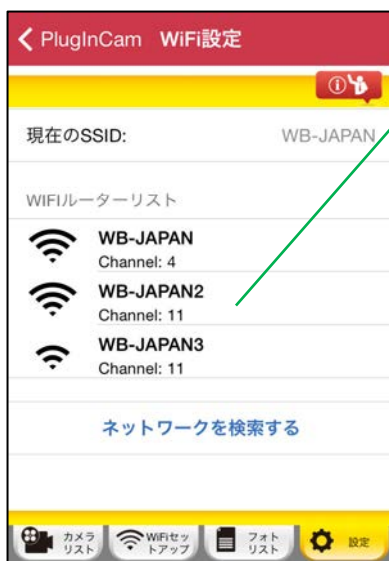 PlugInCam WiFi設定
現在のSSID: WB-JAPAN
WIFIルーターリスト
WB-JAPAN
Channel: 4
WB-JAPAN2
Channel: 11
WB-JAPAN3
Channel: 11
ネットワークを検索する
カメラ
リスト
WiFiセッ
トアップ
フォト
リスト
設定